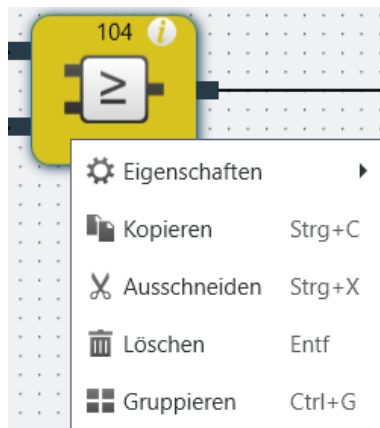 104 i
≥
Eigenschaften
Kopieren Strg+C
Ausschneiden Strg+X
Löschen Entf
Gruppieren Ctrl+G